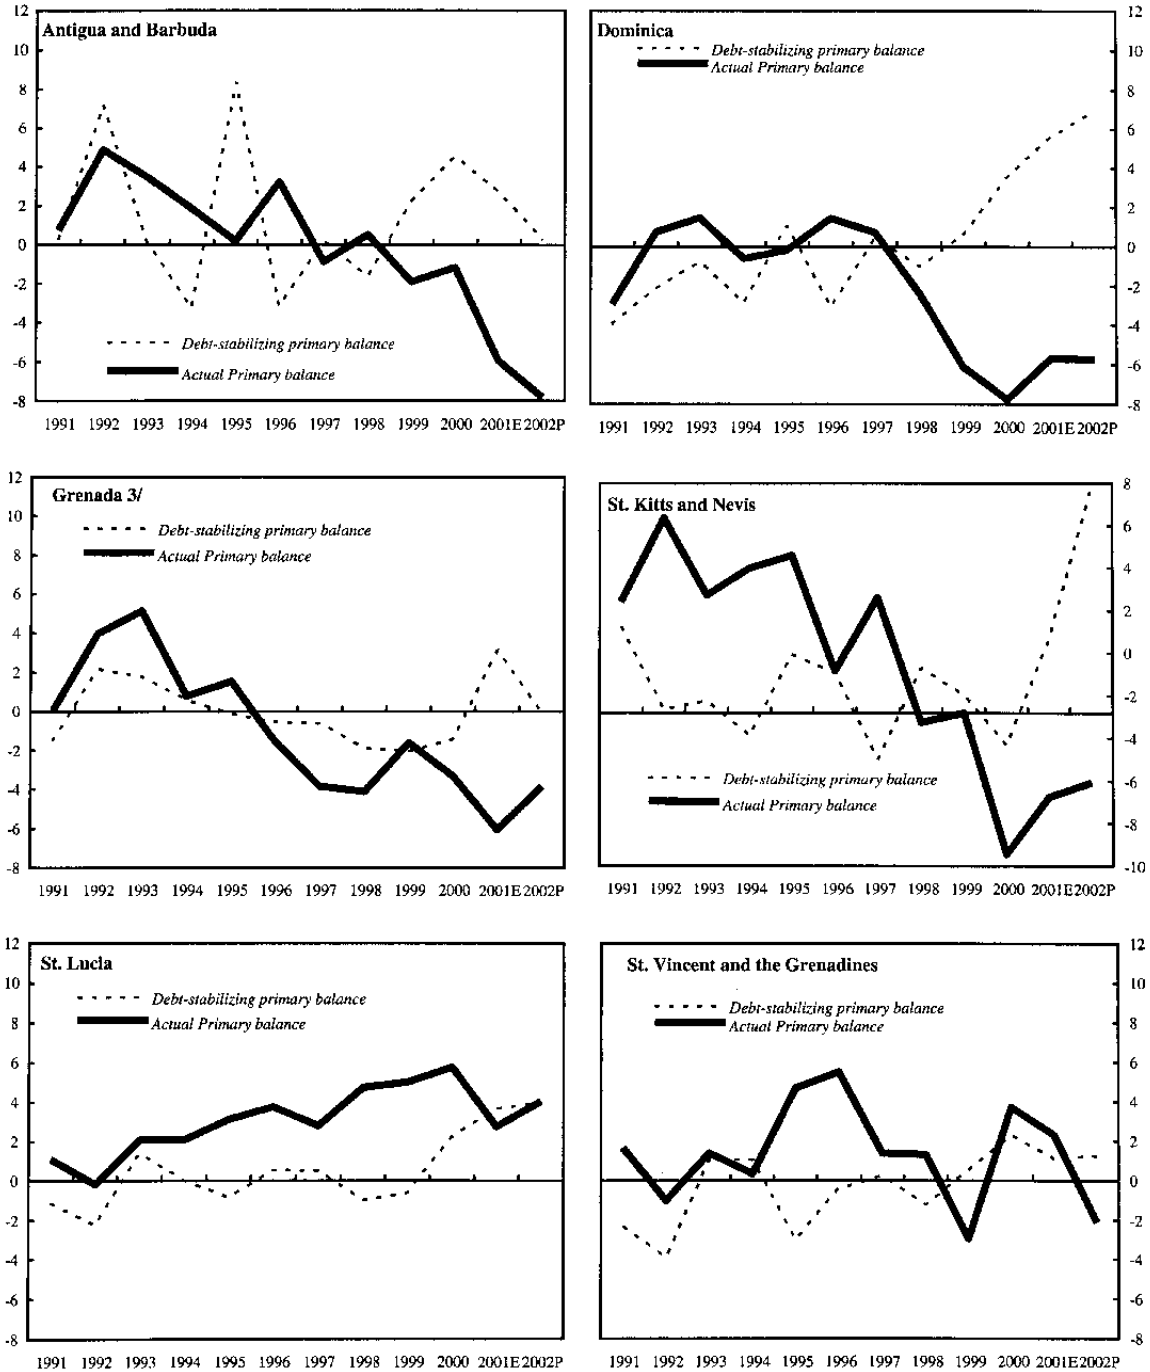 12
Antigua and Barbuda
10
8
6
4
2
0
-2
-4
Debt-stabilizing primary balance
-6
Actual Primary balance
-8
1991 1992 1993 1994 1995 1996 1997 1998 1999 2000 2001E 2002P
12
Dominica
Debt-stabilizing primary balance
10
Actual Primary balance
8
6
4
2
0
-2
-4
-6
-8
1991 1992 1993 1994 1995 1996 1997 1998 1999 2000 2001E 2002P
12
Grenada 3/
10
Debt-stabilizing primary balance
8
Actual Primary balance
6
4
2
0
-2
-4
-6
-8
1991 1992 1993 1994 1995 1996 1997 1998 1999 2000 2001E 2002P
8
St. Kitts and Nevis
6
4
2
0
-2
-4
Debt-stabilizing primary balance
-6
Actual Primary balance
-8
-10
1991 1992 1993 1994 1995 1996 1997 1998 1999 2000 2001E 2002P
12
St. Lucia
10
Debt-stabilizing primary balance
Actual Primary balance
8
6
4
2
0
-2
-4
-6
-8
1991 1992 1993 1994 1995 1996 1997 1998 1999 2000 2001E 2002P
12
St. Vincent and the Grenadines
10
Debt-stabilizing primary balance
Actual Primary balance
8
6
4
2
0
-2
-4
-6
-8
1991 1992 1993 1994 1995 1996 1997 1998 1999 2000 2001E 2002P